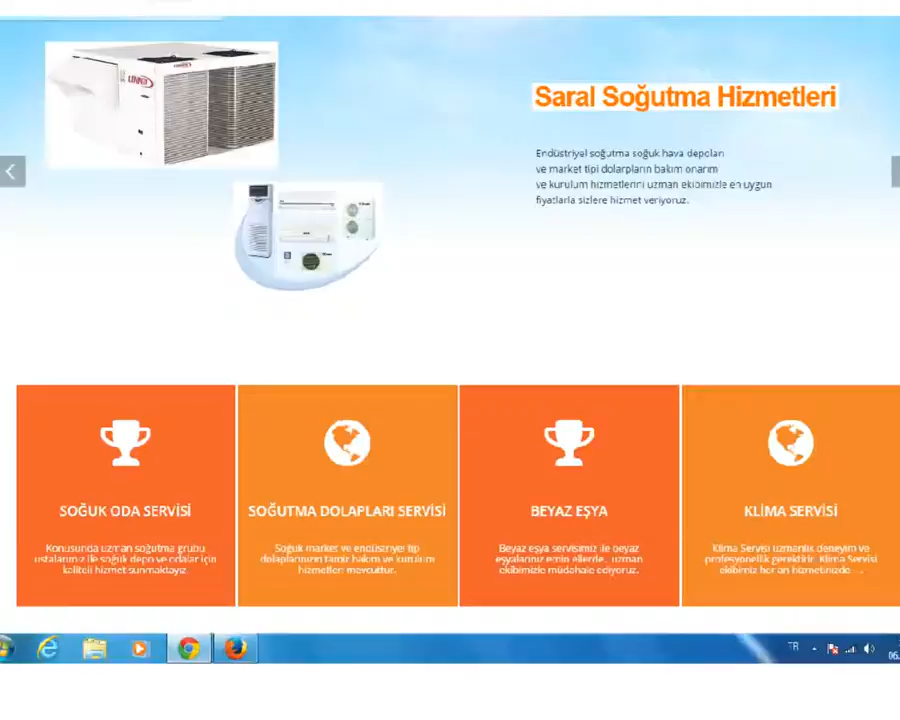 LENNOX
Saral Soğutma Hizmetleri
Endüstriyel soğutma soğuk hava depoları
ve market tipi dolarpların bakım onarım
ve kurulum hizmetlerini uzman ekibimizle en uygun
fiyatlarla sizlere hizmet veriyoruz.
SOĞUK ODA SERVİSİ
Konusunda uzman soğutma grubu
ustalarımız ile soğuk depo ve odalar için
kaliteli hizmet sunmaktayız
SOĞUTMA DOLAPLARI SERVİSİ
Soğuk market ve endüstriyel tip
dolaplarınızın tamir bakım ve kurulum
hizmetleri mevcuttur.
BEYAZ EŞYA
Beyaz eşya servisimiz ile beyaz
eşyalarınız emin ellerde.. uzman
ekibimizle müdahale ediyoruz.
KLİMA SERVİSİ
Klima Servisi uzmanlık deneyim ve
profesyonellik gerektirir. Klima Servisi
ekibimiz her an hizmetinizde....
TR
06.